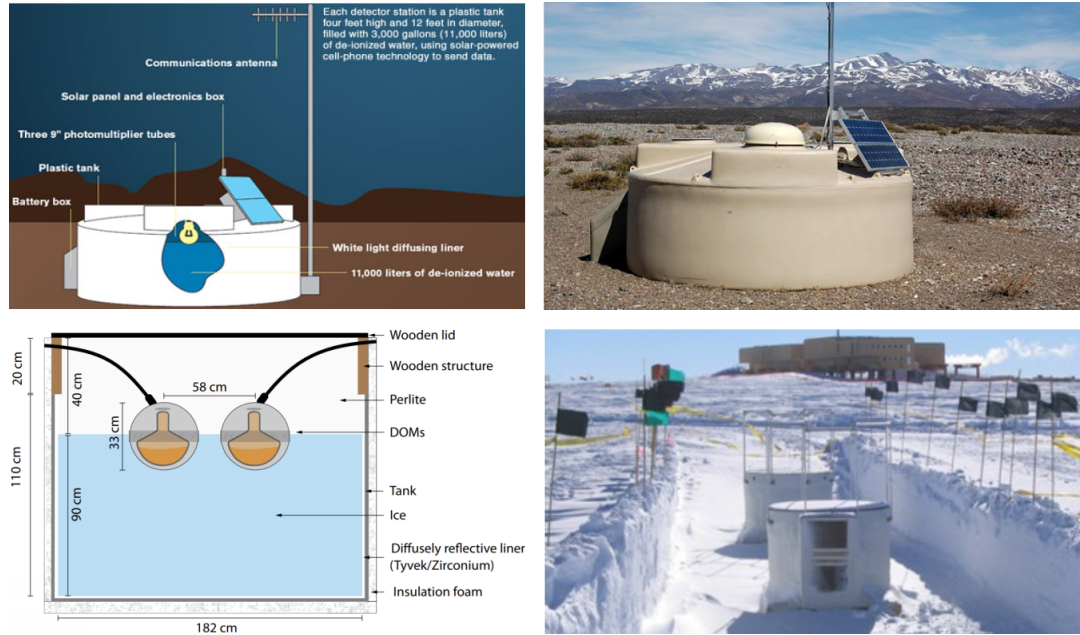 Each detector station is a plastic tank
four feet high and 12 feet in diameter,
filled with 3,000 gallons (11,000 liters)
of de-ionized water, using solar-powered
cell-phone technology to send data.
Communications antenna
Solar panel and electronics box
Three 9" photomultiplier tubes
Plastic tank
Battery box
White light diffusing liner
11,000 liters of de-ionized water
Wooden lid
Wooden structure
Perlite
DOMs
Tank
Ice
Diffusely reflective liner
(Tyvek/Zirconium)
Insulation foam
20 cm
40 cm
58 cm
33 cm
110 cm
90 cm
182 cm